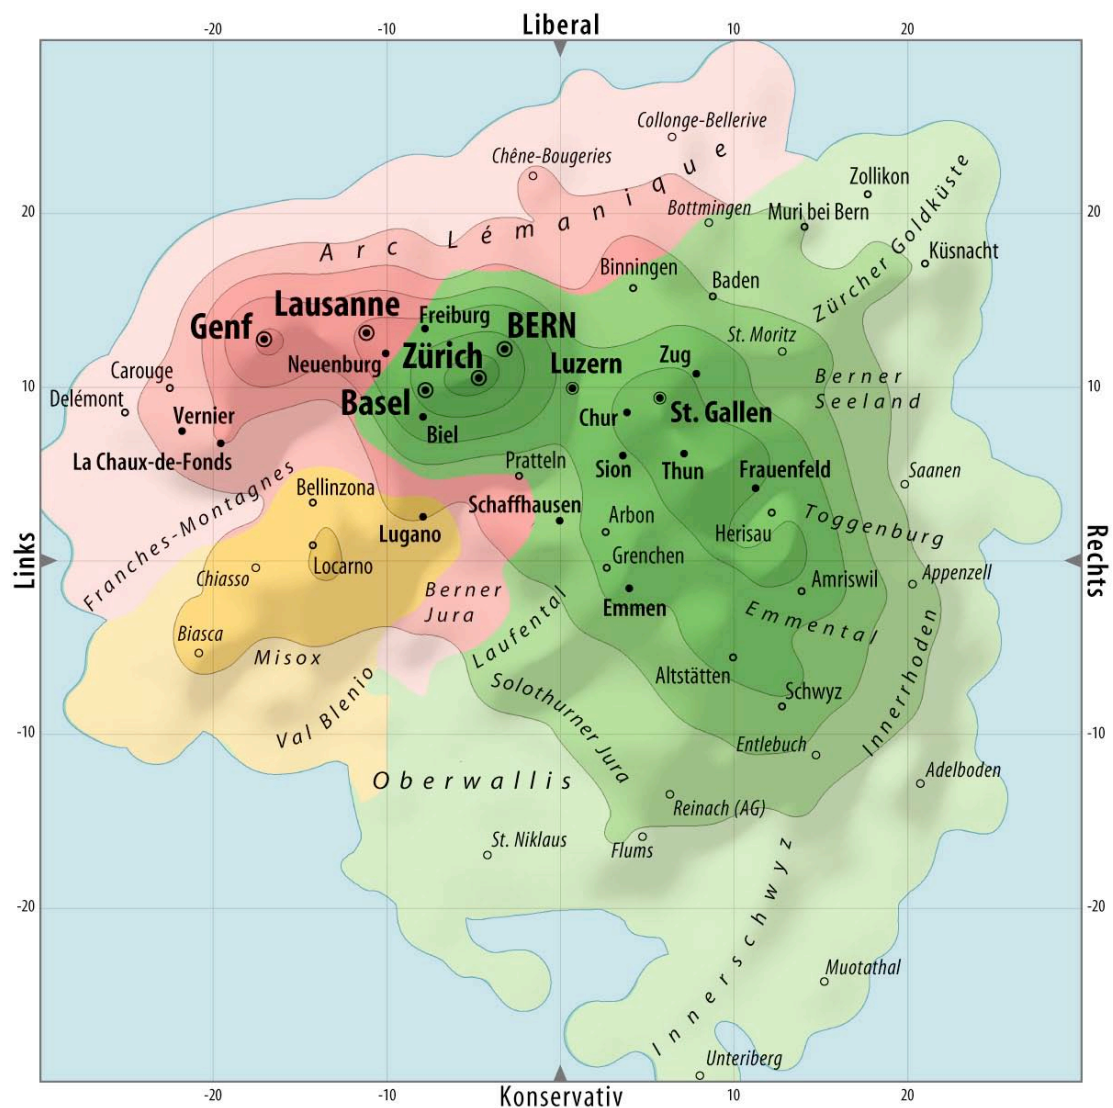 Liberal
-20
-10
10
20
Collonge-Bellerive
Chêne-Bougeries
Zollikon
20
20
Bottmingen
Muri bei Bern
Arc Lémanique
Zürcher Goldküste
Küsnacht
Binningen
Baden
Lausanne
Genf
Freiburg
BERN
St. Moritz
Neuenburg
Zürich
Luzern
Zug
Carouge
10
10
Berner
Seeland
Delémont
Vernier
Basel
Chur
St. Gallen
Biel
La Chaux-de-Fonds
Pratteln
Sion
Thun
Frauenfeld
Saanen
Franches-Montagnes
Bellinzona
Schaffhausen
Arbon
Lugano
Herisau
Toggenburg
Links
Rechts
Locarno
Grenchen
Chiasso
Amriswil
Appenzell
Berner
Jura
Laufental
Emmen
Emmental
Biasca
Misox
Altstätten
Schwyz
Innerrhoden
Val Blenio
Solothurner Jura
-10
-10
Entlebuch
Oberwallis
Adelboden
Reinach (AG)
St. Niklaus
Flums
-20
-20
Innerschwyz
Muotathal
Unteriberg
-20
-10
Konservativ
10
20